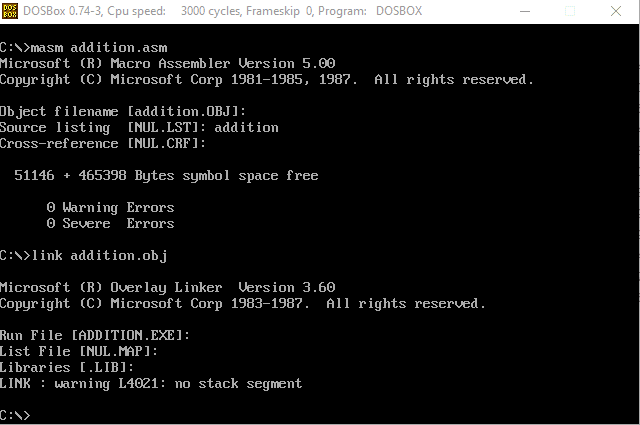 DOSBox 0.74-3, Cpu speed: 3000 cycles, Frameskip 0, Program: DOSBOX
C:\>masm addition.asm
Microsoft (R) Macro Assembler Version 5.00
Copyright (C) Microsoft Corp 1981-1985, 1987. All rights reserved.
Object filename [addition.OBJ]:
Source listing [NUL.LST]: addition
Cross-reference [NUL.CRF]:
51146 + 465398 Bytes symbol space free
0 Warning Errors
0 Severe Errors
C:\>link addition.obj
Microsoft (R) Overlay Linker Version 3.60
Copyright (C) Microsoft Corp 1983-1987. All rights reserved.
Run File [ADDITION.EXE]:
List File [NUL.MAP]:
Libraries [.LIB]:
LINK : warning L4021: no stack segment
C:\>